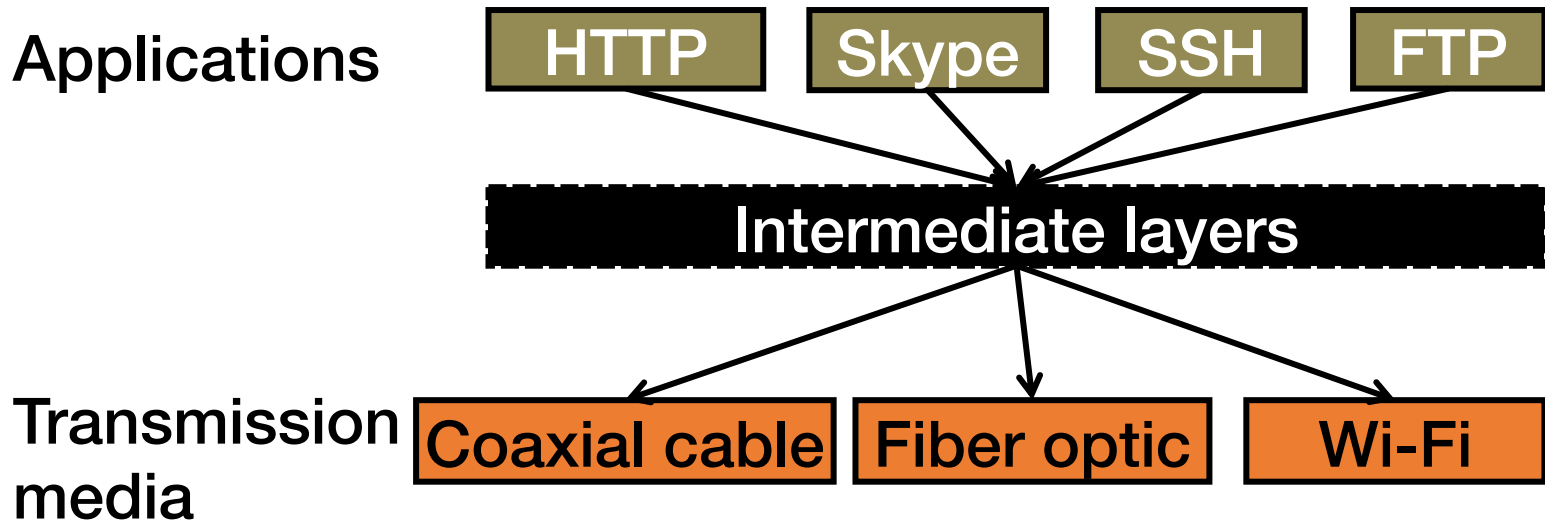 Applications
HTTP
Skype
SSH
FTP
Intermediate layers
Transmission
media
Coaxial cable
Fiber optic
Wi-Fi